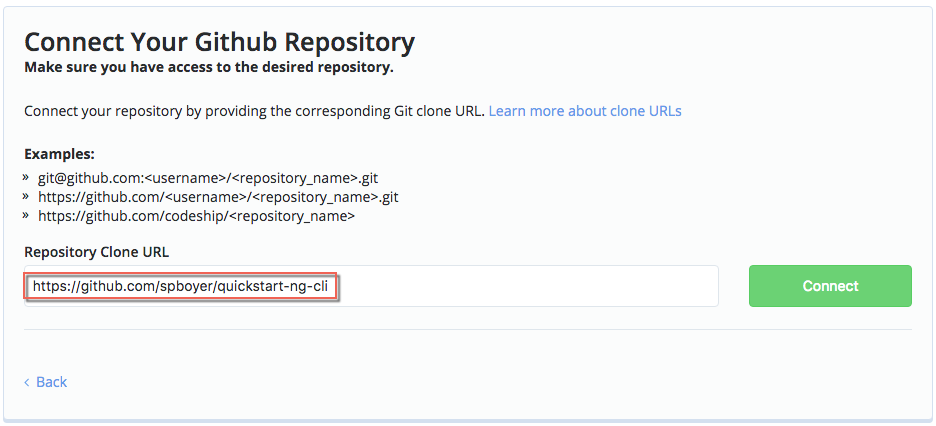 Connect Your Github Repository
Make sure you have access to the desired repository.
Connect your repository by providing the corresponding Git clone URL. Learn more about clone URLs
Examples:
» git@github.com:<username>/<repository_name>.git
» https://github.com/<username>/<repository_name>.git
» https://github.com/codeship/<repository_name>
Repository Clone URL
https://github.com/spboyer/quickstart-ng-cli
Connect
‹ Back